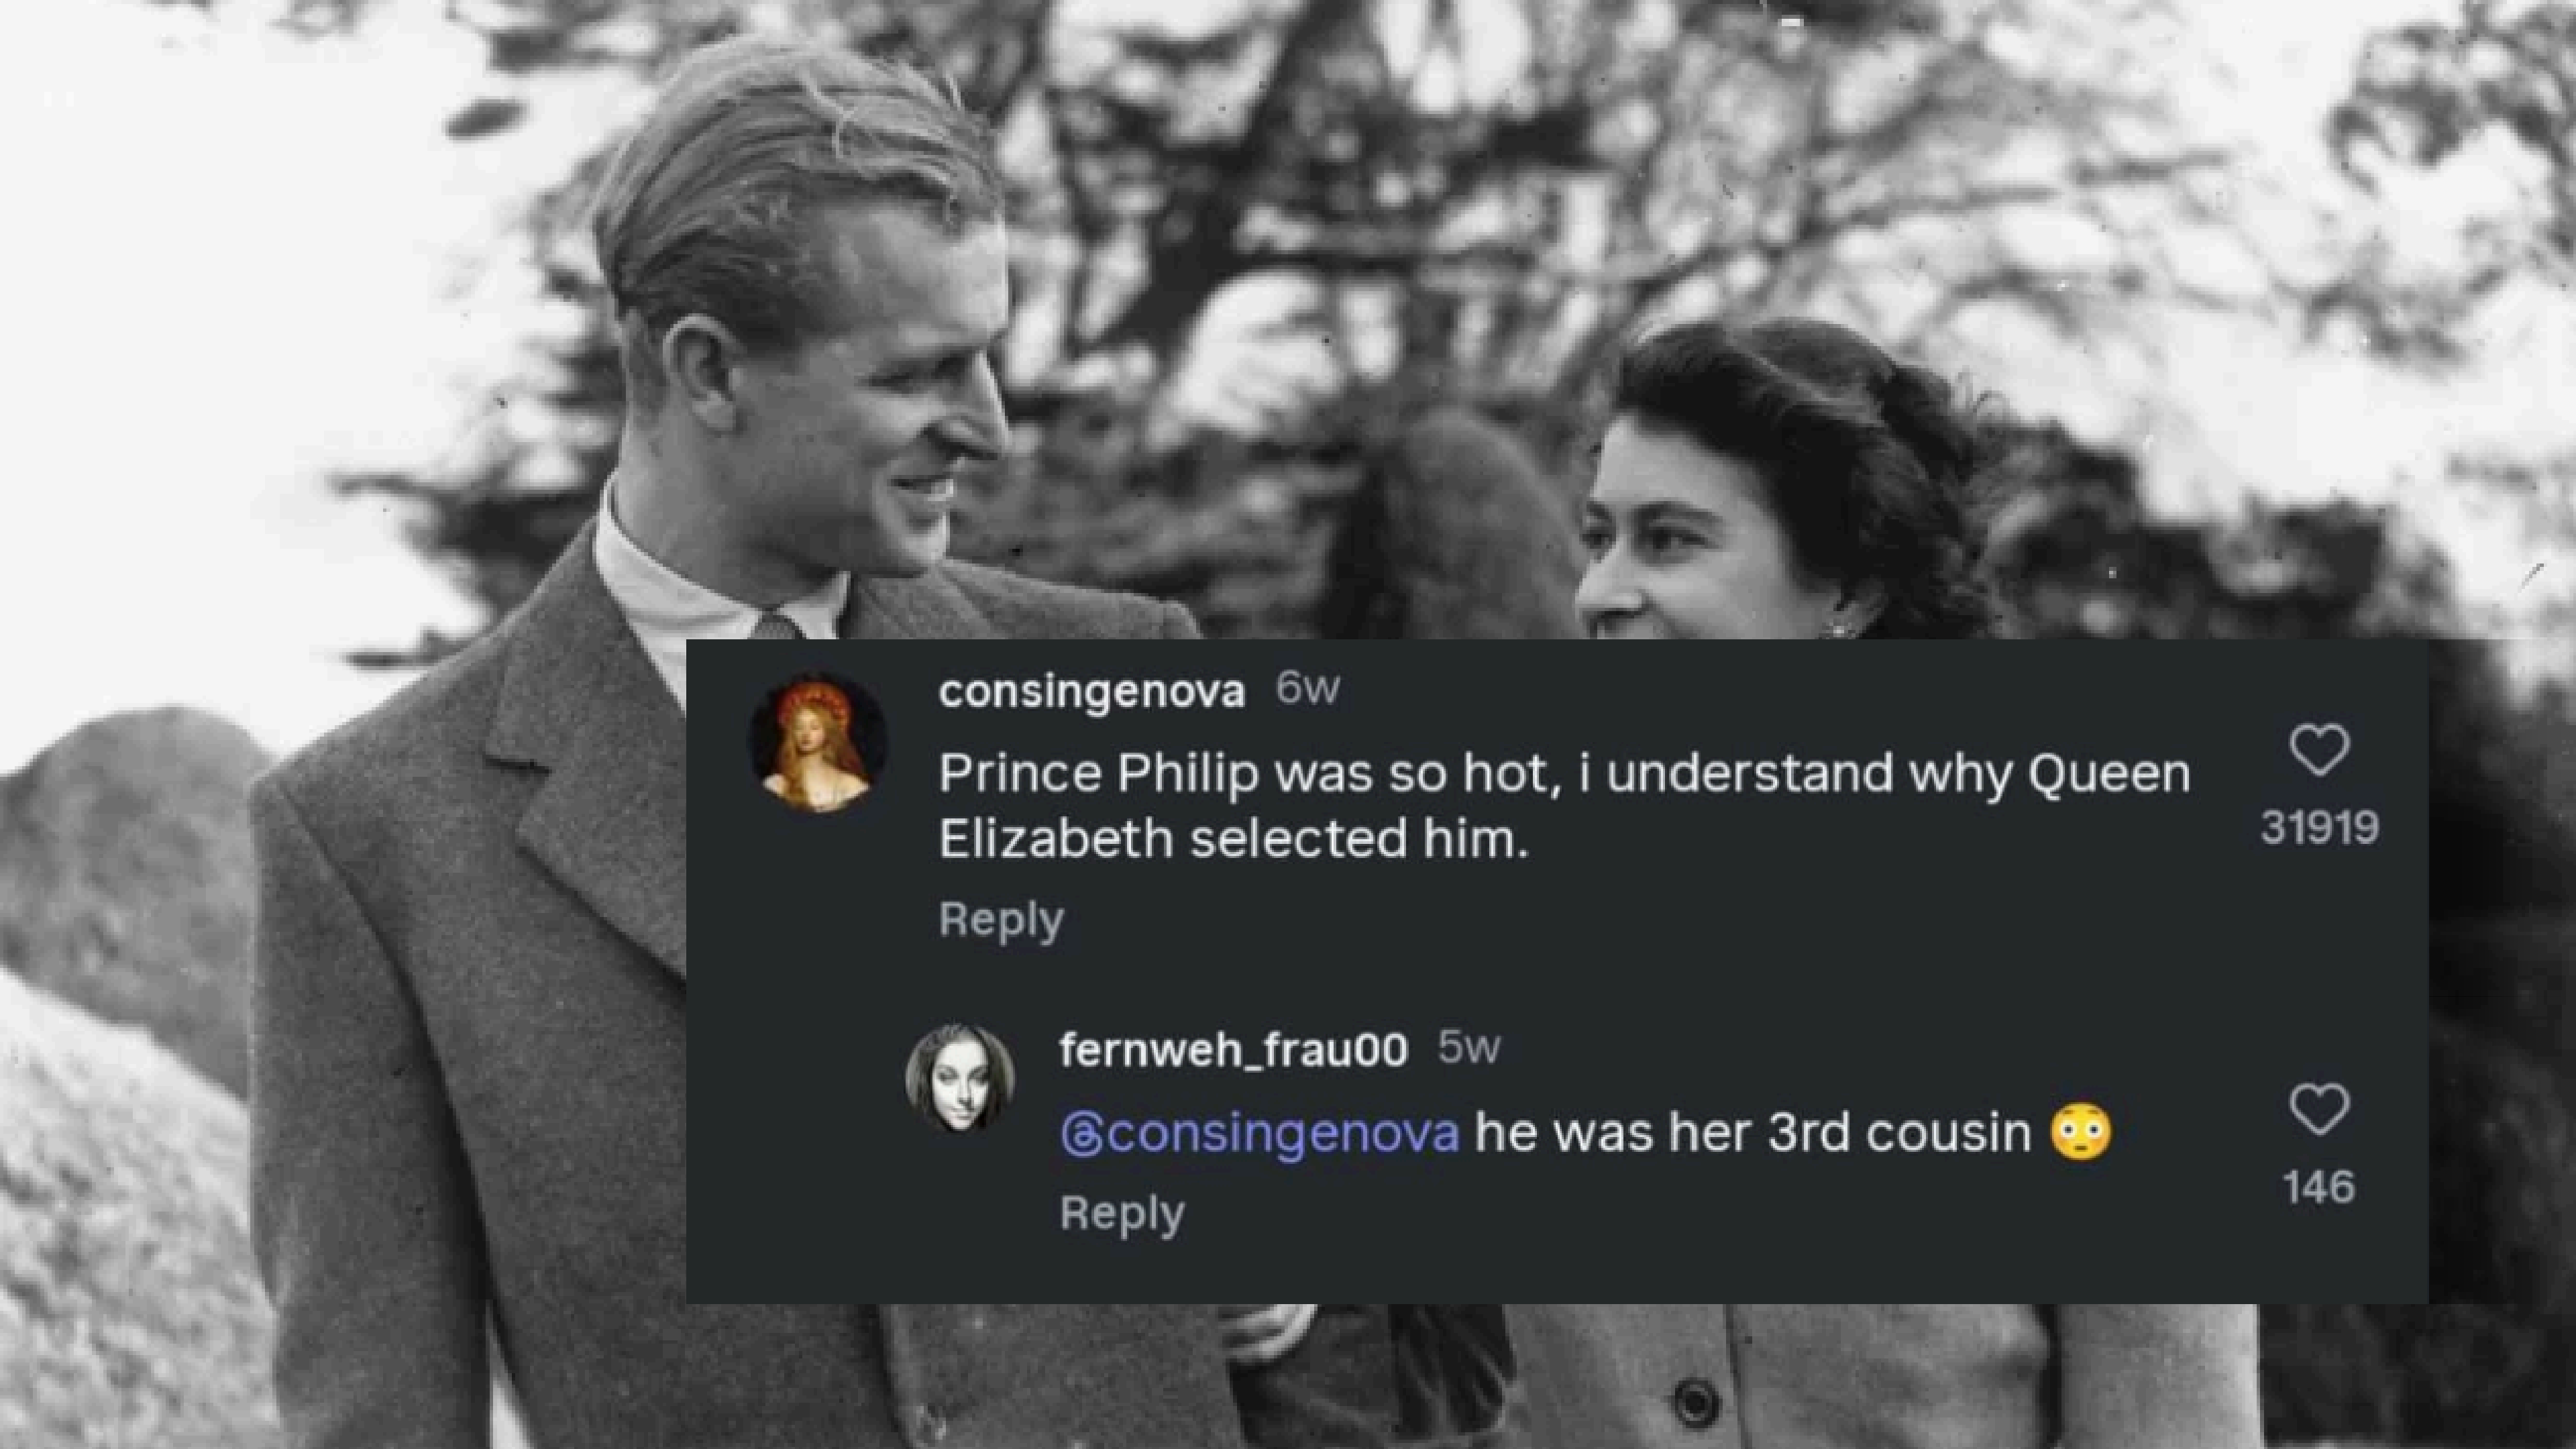 consingenova 6w
Prince Philip was so hot, i understand why Queen
Elizabeth selected him.
31919
Reply
fernweh_frau00 5w
@consingenova he was her 3rd cousin 😳
146
Reply